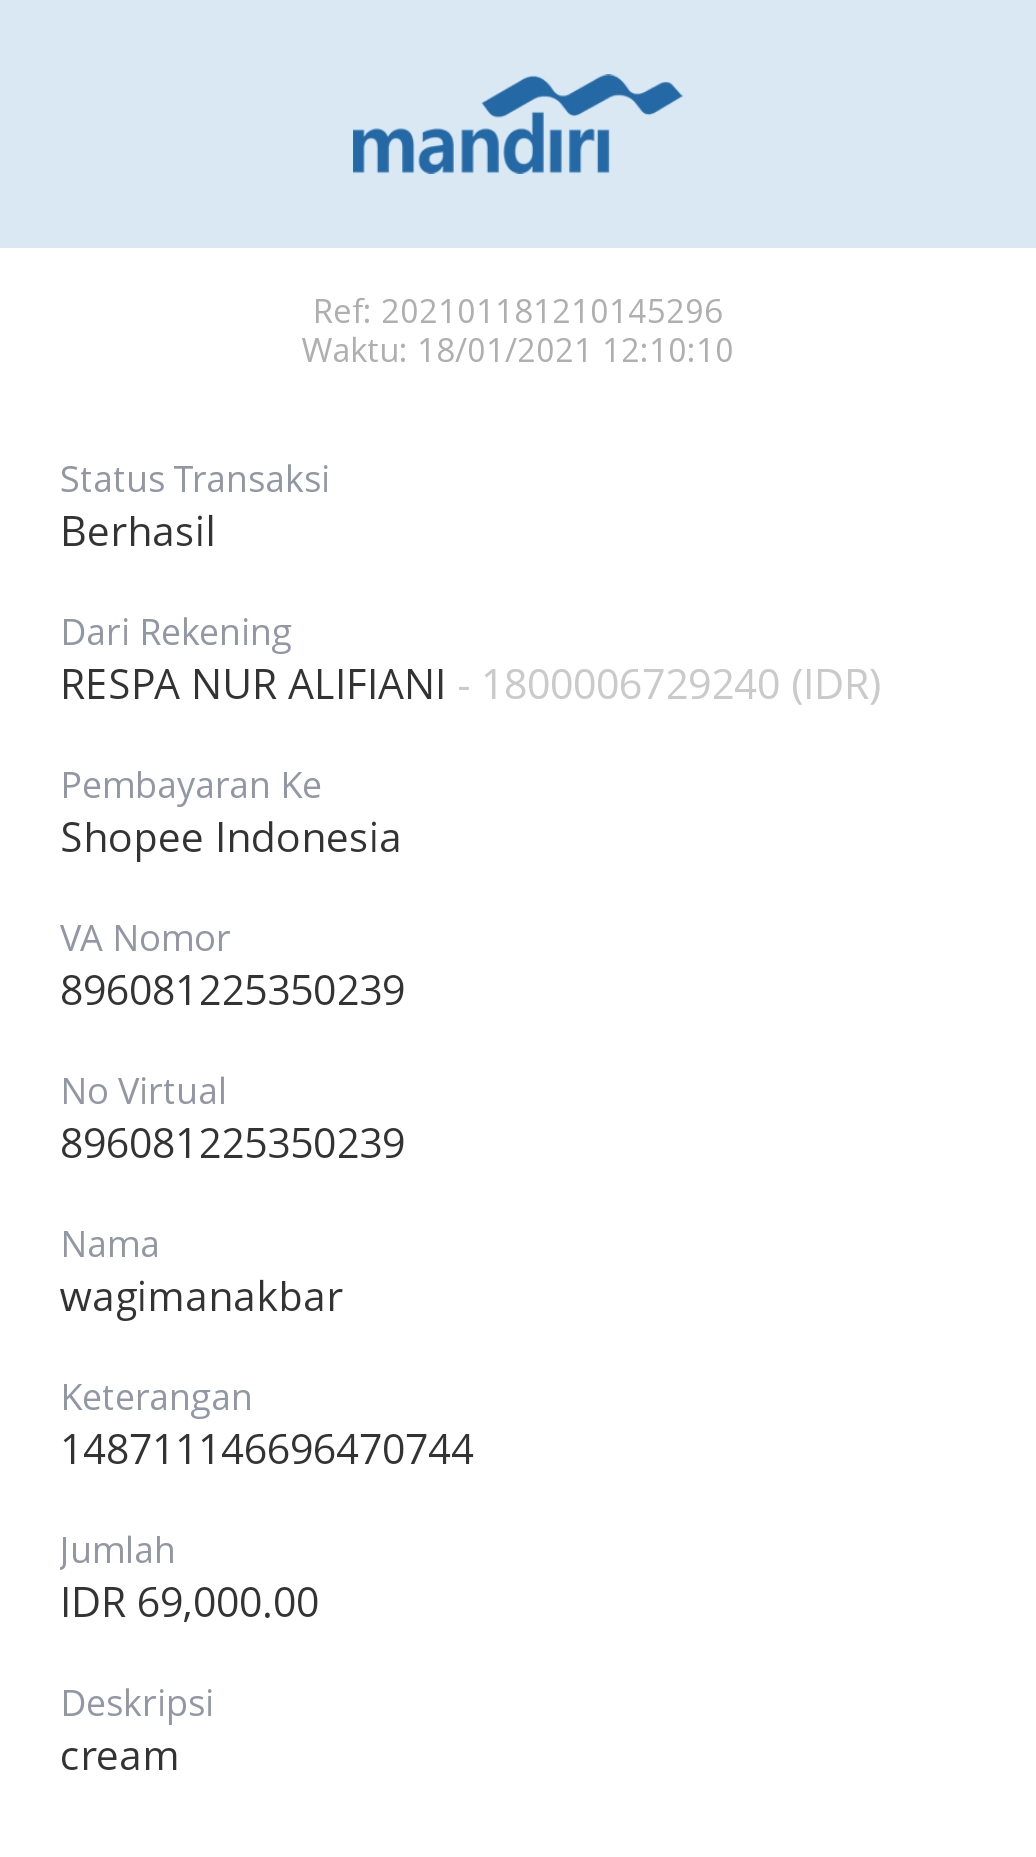 mandiri
Ref: 202101181210145296
Waktu: 18/01/2021 12:10:10
Status Transaksi
Berhasil
Dari Rekening
RESPA NUR ALIFIANI - 1800006729240 (IDR)
Pembayaran Ke
Shopee Indonesia
VA Nomor
896081225350239
No Virtual
896081225350239
Nama
wagimanakbar
Keterangan
148711146696470744
Jumlah
IDR 69,000.00
Deskripsi
cream